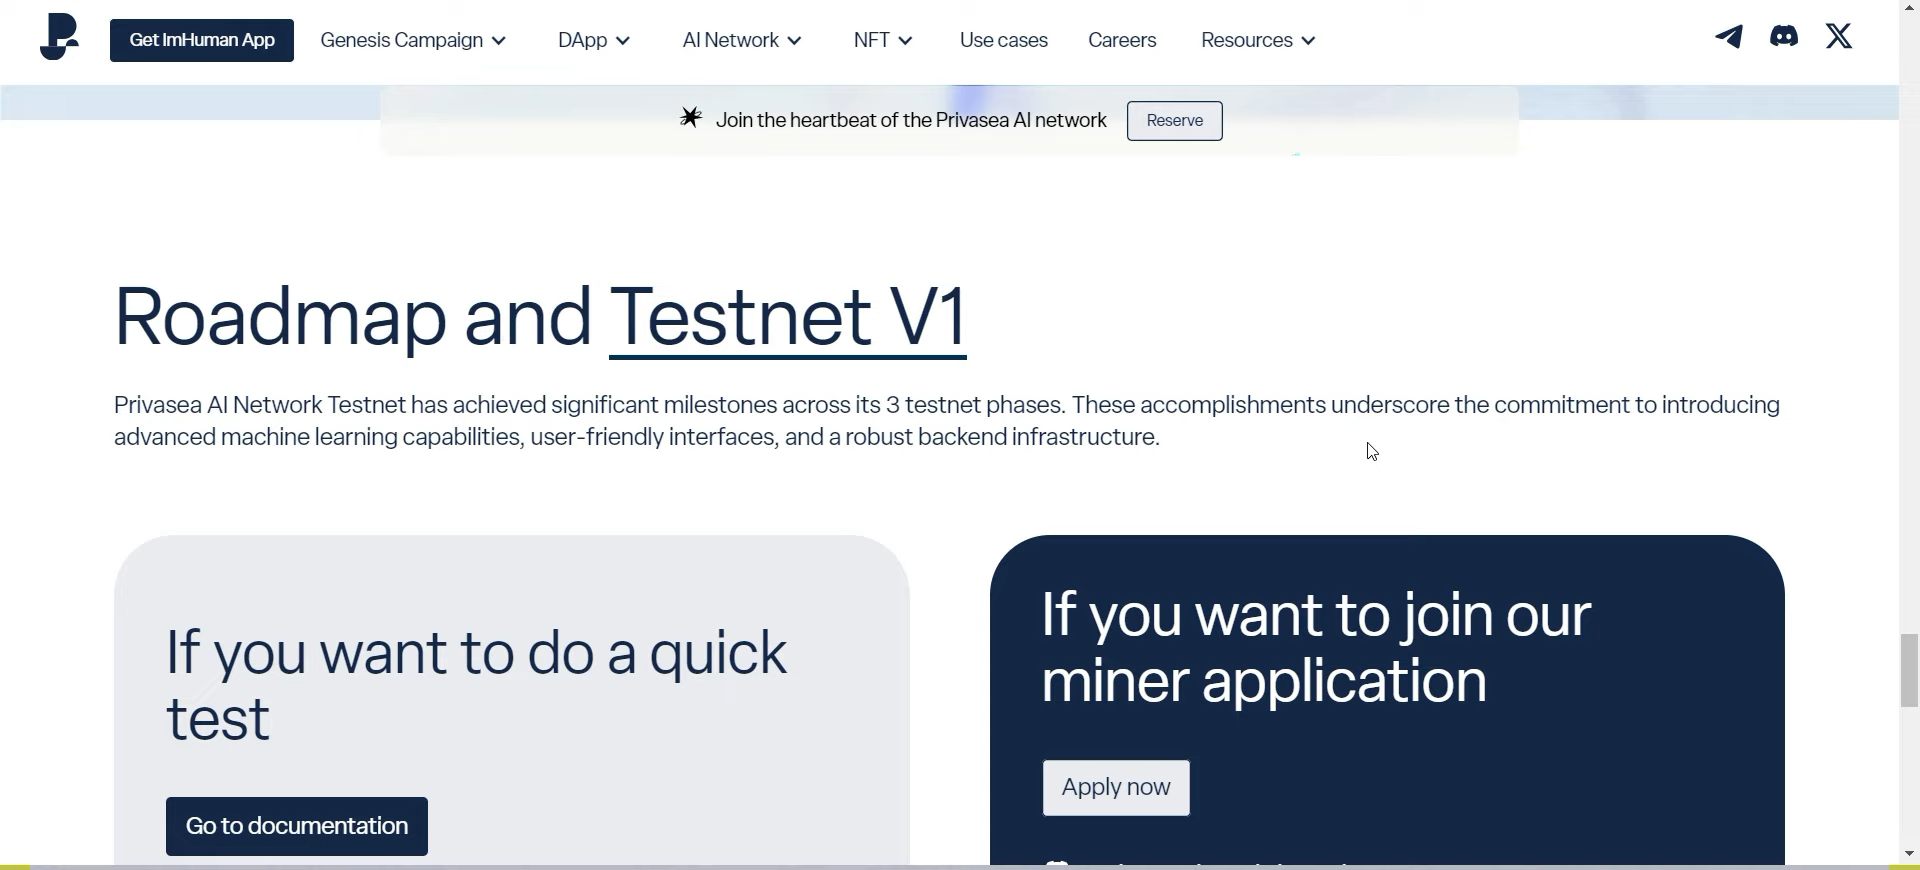 Get ImHuman App Genesis Campaign DApp AI Network NFT Use cases Careers Resources
Join the heartbeat of the Privasea AI network Reserve
Roadmap and Testnet V1
Privasea AI Network Testnet has achieved significant milestones across its 3 testnet phases. These accomplishments underscore the commitment to introducing
advanced machine learning capabilities, user-friendly interfaces, and a robust backend infrastructure.
If you want to do a quick
test
Go to documentation
If you want to join our
miner application
Apply now